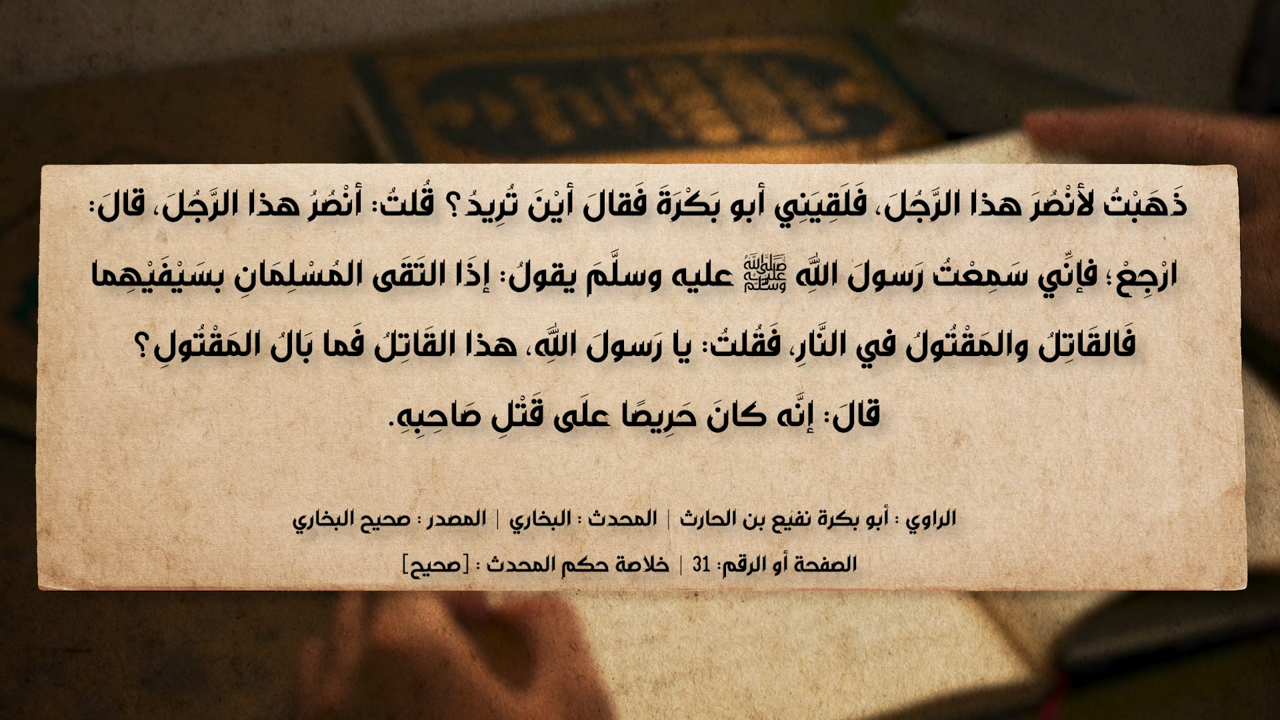 ذَهَبْتُ لأنْصُرَ هذا الرَّجُلَ، فَلَقِيَنِي أبو بَكْرَةَ فَقالَ أيْنَ تُرِيدُ؟ قُلتُ: أنْصُرُ هذا الرَّجُلَ، قالَ:
ارْجِعْ؛ فإنِّي سَمِعْتُ رَسولَ اللَّهِ ﷺ عليه وسلَّمَ يقولُ: إذَا التَقَى المُسْلِمَانِ بسَيْفَيْهِما
فَالقَاتِلُ والمَقْتُولُ في النَّارِ، فَقُلتُ: يا رَسولَ اللَّهِ، هذا القَاتِلُ فَما بَالُ المَقْتُولِ؟
قالَ: إنَّه كانَ حَرِيصًا علَى قَتْلِ صَاحِبِهِ.
الراوي : أبو بكرة نفيع بن الحارث | المحدث : البخاري | المصدر : صحيح البخاري
الصفحة أو الرقم: 31 | خلاصة حكم المحدث : [صحيح]